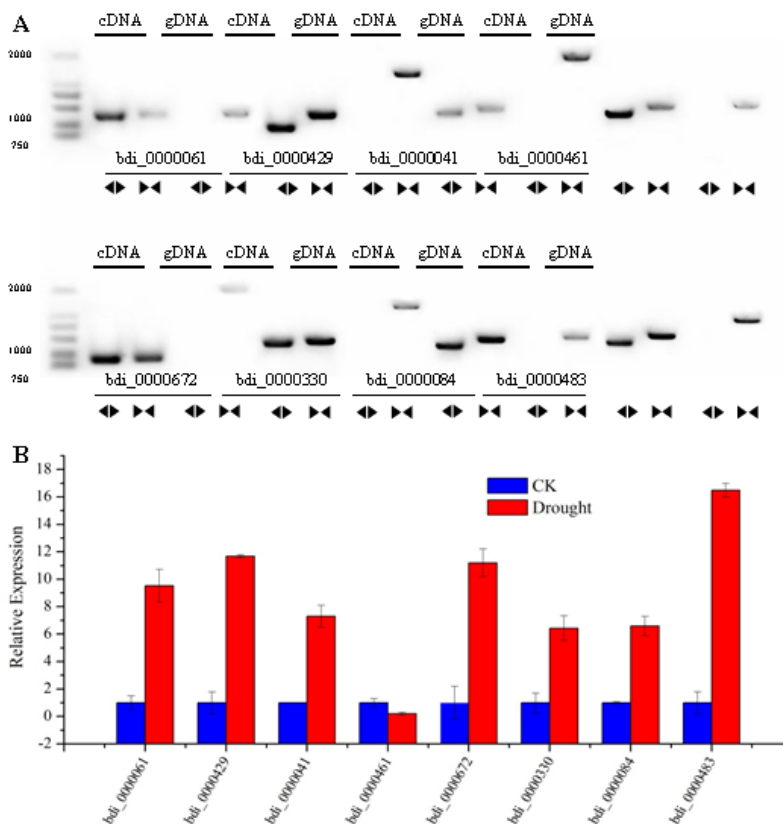 A
cDNA gDNA cDNA gDNA cDNA gDNA cDNA gDNA
2000
1000
750
bdi_0000061 bdi_0000429 bdi_0000041 bdi_0000461
cDNA gDNA cDNA gDNA cDNA gDNA cDNA gDNA
2000
1000
750
bdi_0000672 bdi_0000330 bdi_0000084 bdi_0000483
B
18
16
14
12
10
8
6
4
2
0
-2
Relative Expression
CK
Drought
bdi_0000061
bdi_0000429
bdi_0000041
bdi_0000461
bdi_0000672
bdi_0000330
bdi_0000084
bdi_0000483